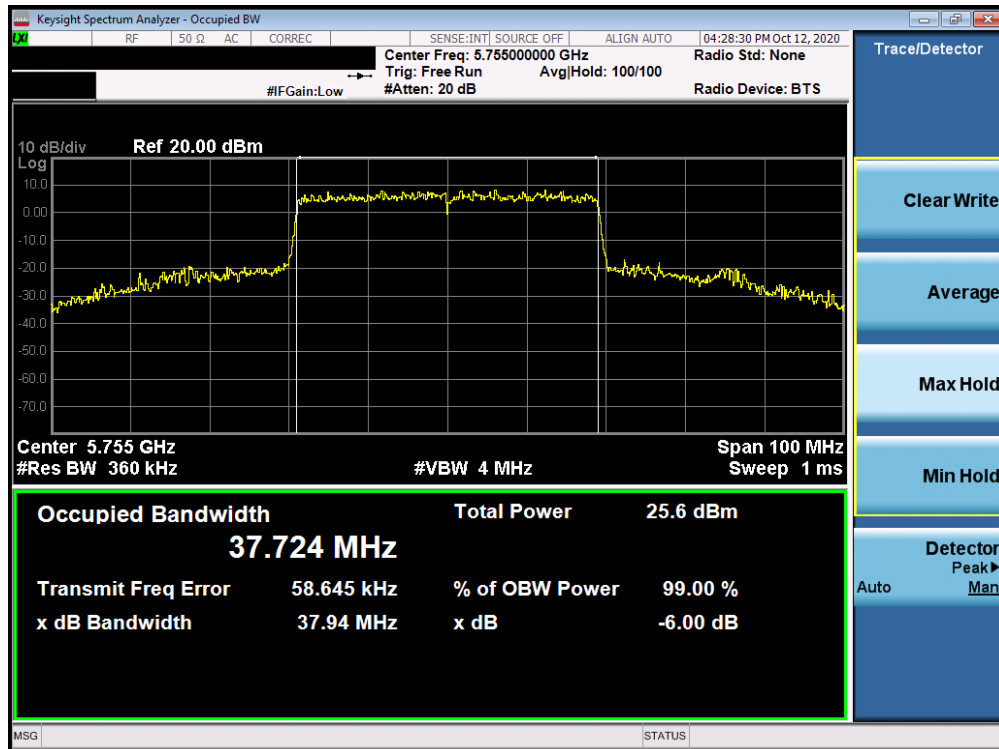 Keysight Spectrum Analyzer - Occupied BW
LXI RF 50 Ω AC CORREC SENSE:INT SOURCE OFF ALIGN AUTO 04:28:30 PM Oct 12, 2020
Center Freq: 5.755000000 GHz Radio Std: None
Trig: Free Run Avg|Hold: 100/100
#IFGain:Low #Atten: 20 dB Radio Device: BTS
10 dB/div Ref 20.00 dBm
Log
10.0
0.00
-10.0
-20.0
-30.0
-40.0
-50.0
-60.0
-70.0
Center 5.755 GHz Span 100 MHz
#Res BW 360 kHz #VBW 4 MHz Sweep 1 ms
Occupied Bandwidth Total Power 25.6 dBm
37.724 MHz
Transmit Freq Error 58.645 kHz % of OBW Power 99.00 %
x dB Bandwidth 37.94 MHz x dB -6.00 dB
MSG STATUS
Trace/Detector
Clear Write
Average
Max Hold
Min Hold
Detector
Peak▶
Auto Man